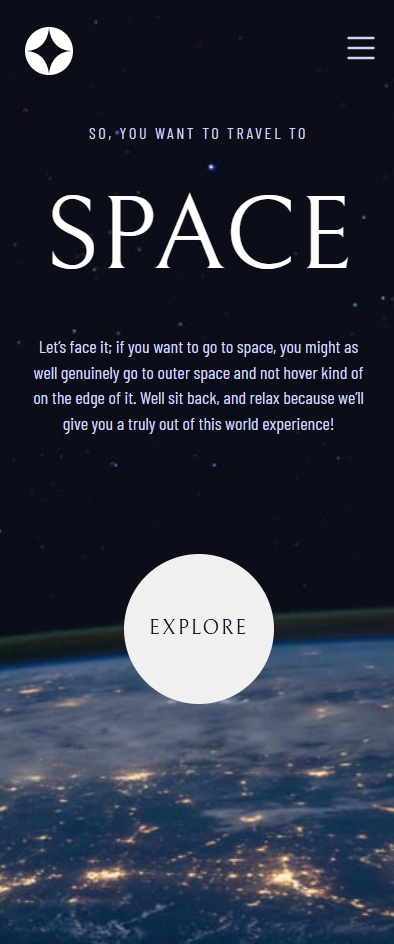 SO, YOU WANT TO TRAVEL TO
SPACE
Let's face it; if you want to go to space, you might as
well genuinely go to outer space and not hover kind of
on the edge of it. Well sit back, and relax because we'll
give you a truly out of this world experience!
EXPLORE